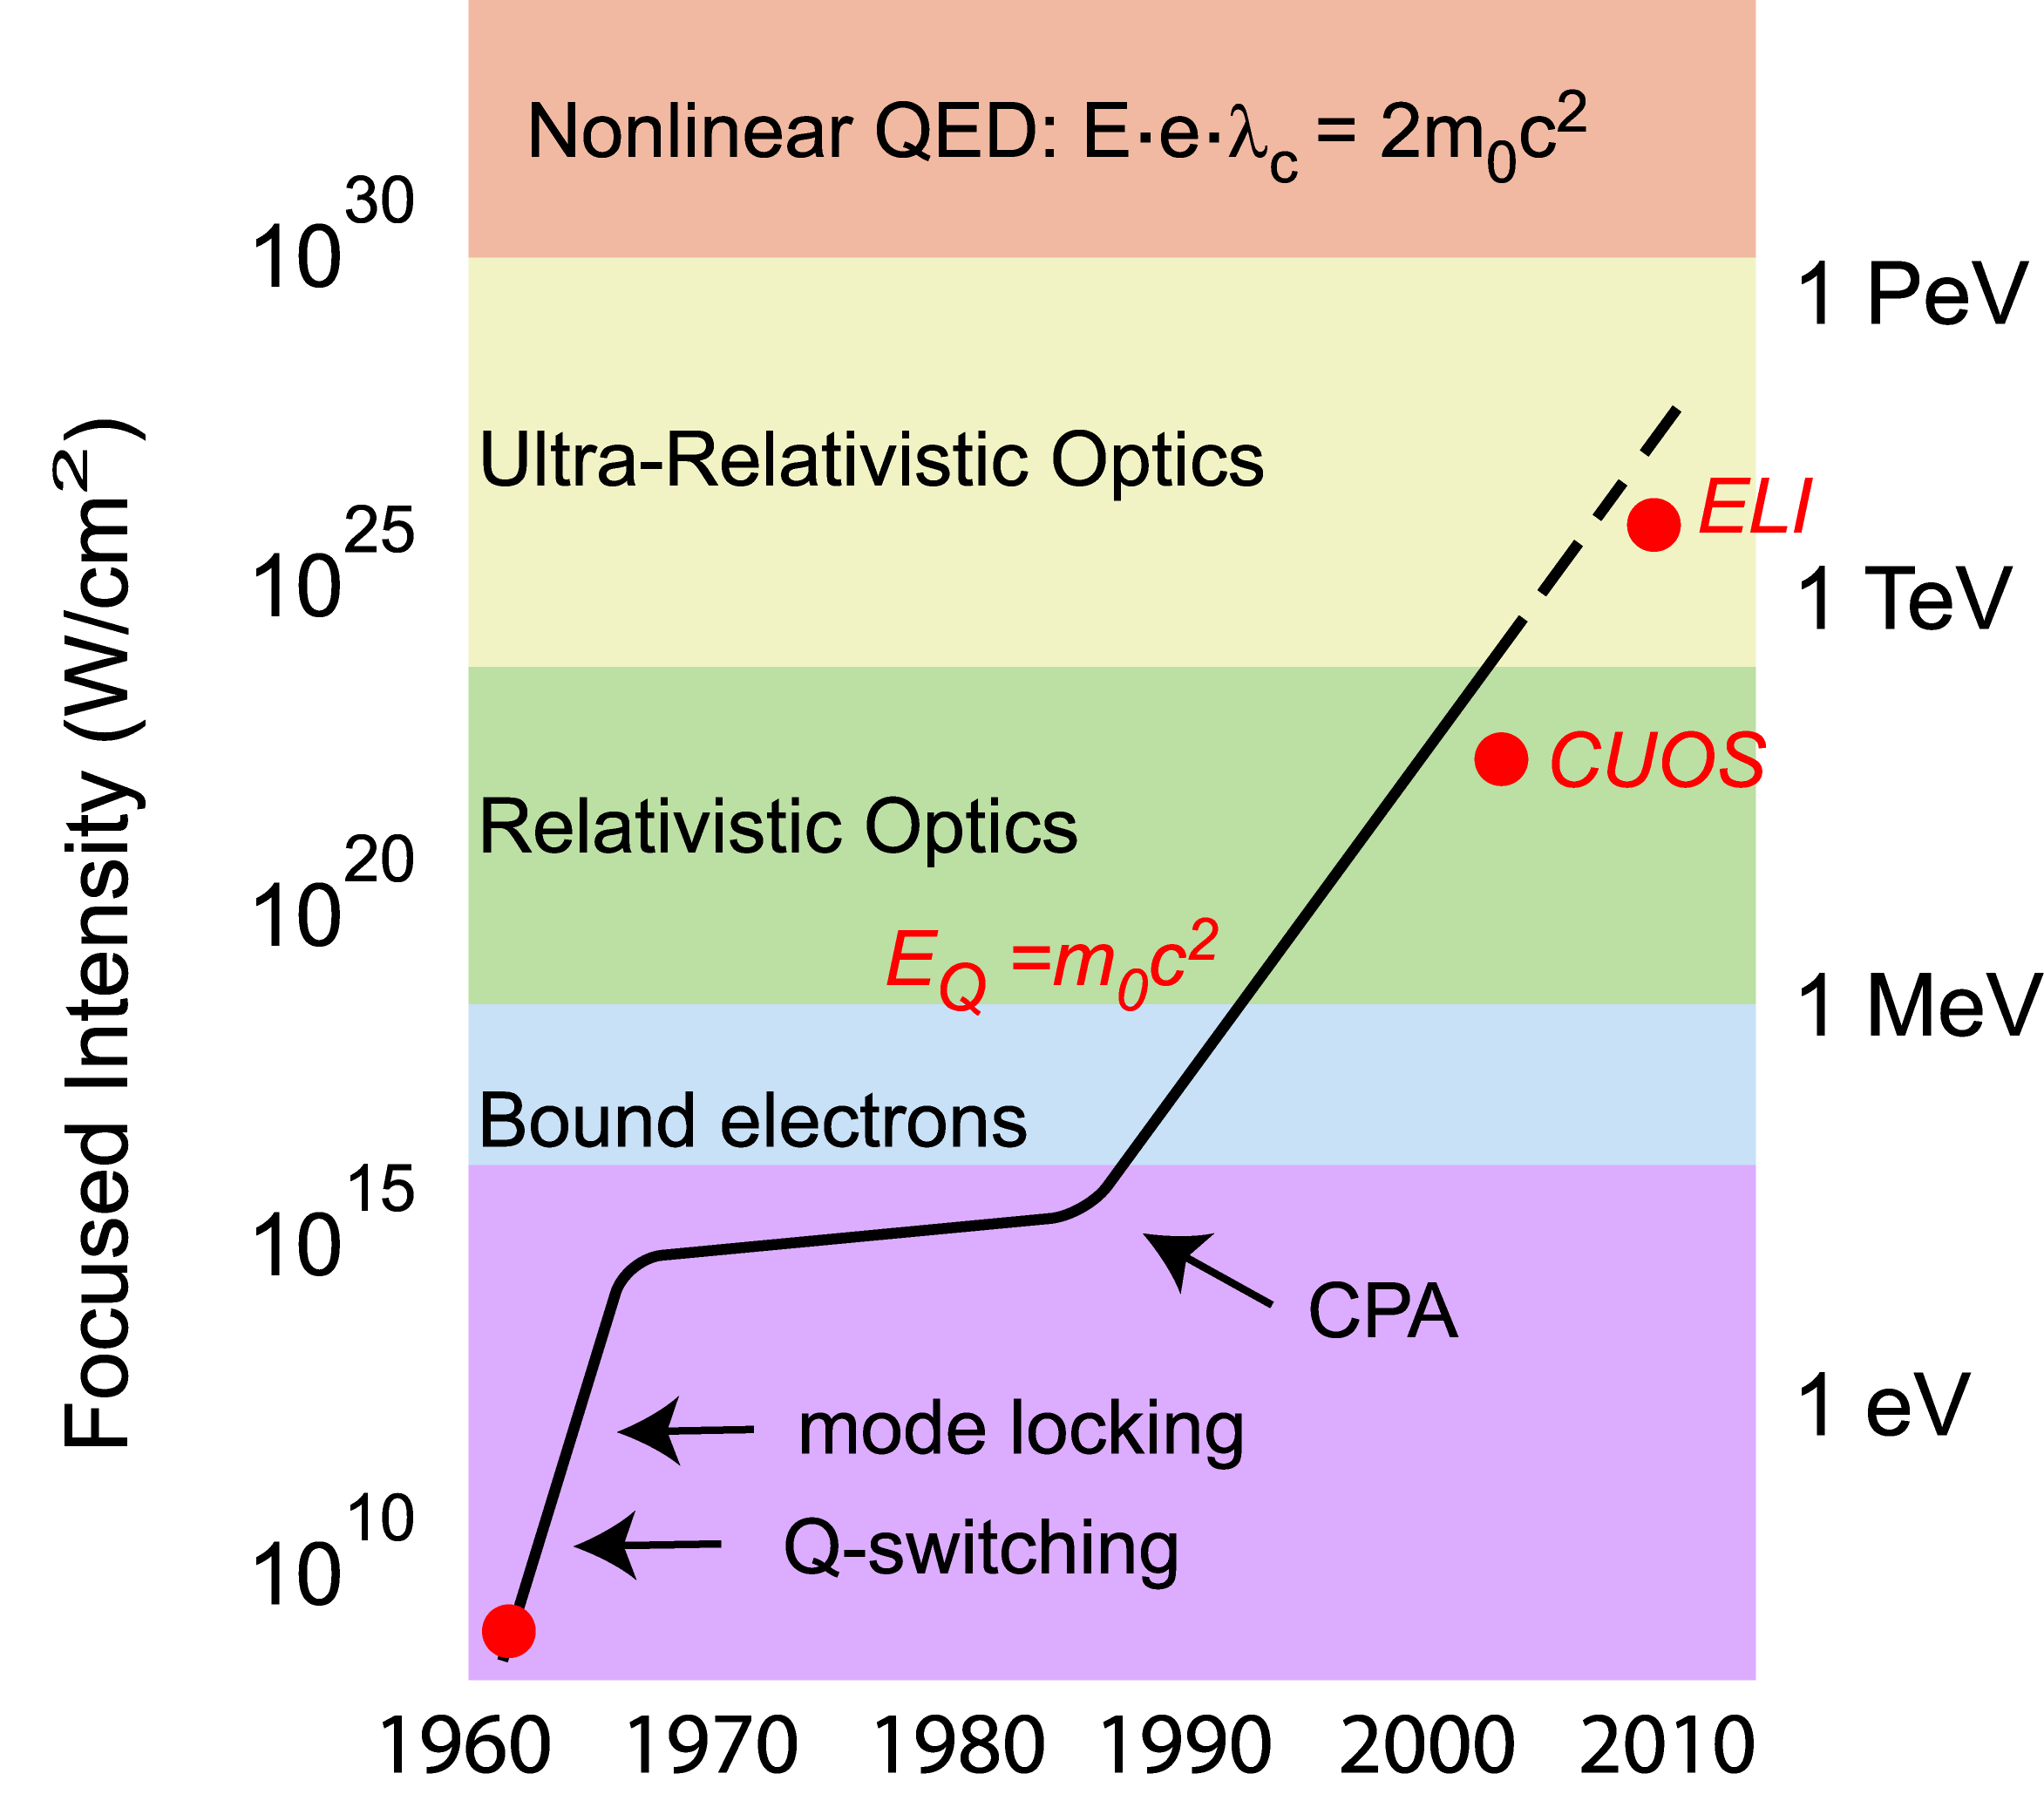 Nonlinear QED: E·e·λc = 2m0c²
10³⁰
1 PeV
Ultra-Relativistic Optics
ELI
10²⁵
1 TeV
CUOS
Relativistic Optics
10²⁰
EQ =m0c²
1 MeV
Bound electrons
10¹⁵
CPA
1 eV
mode locking
Q-switching
10¹⁰
Focused Intensity (W/cm²)
1960 1970 1980 1990 2000 2010